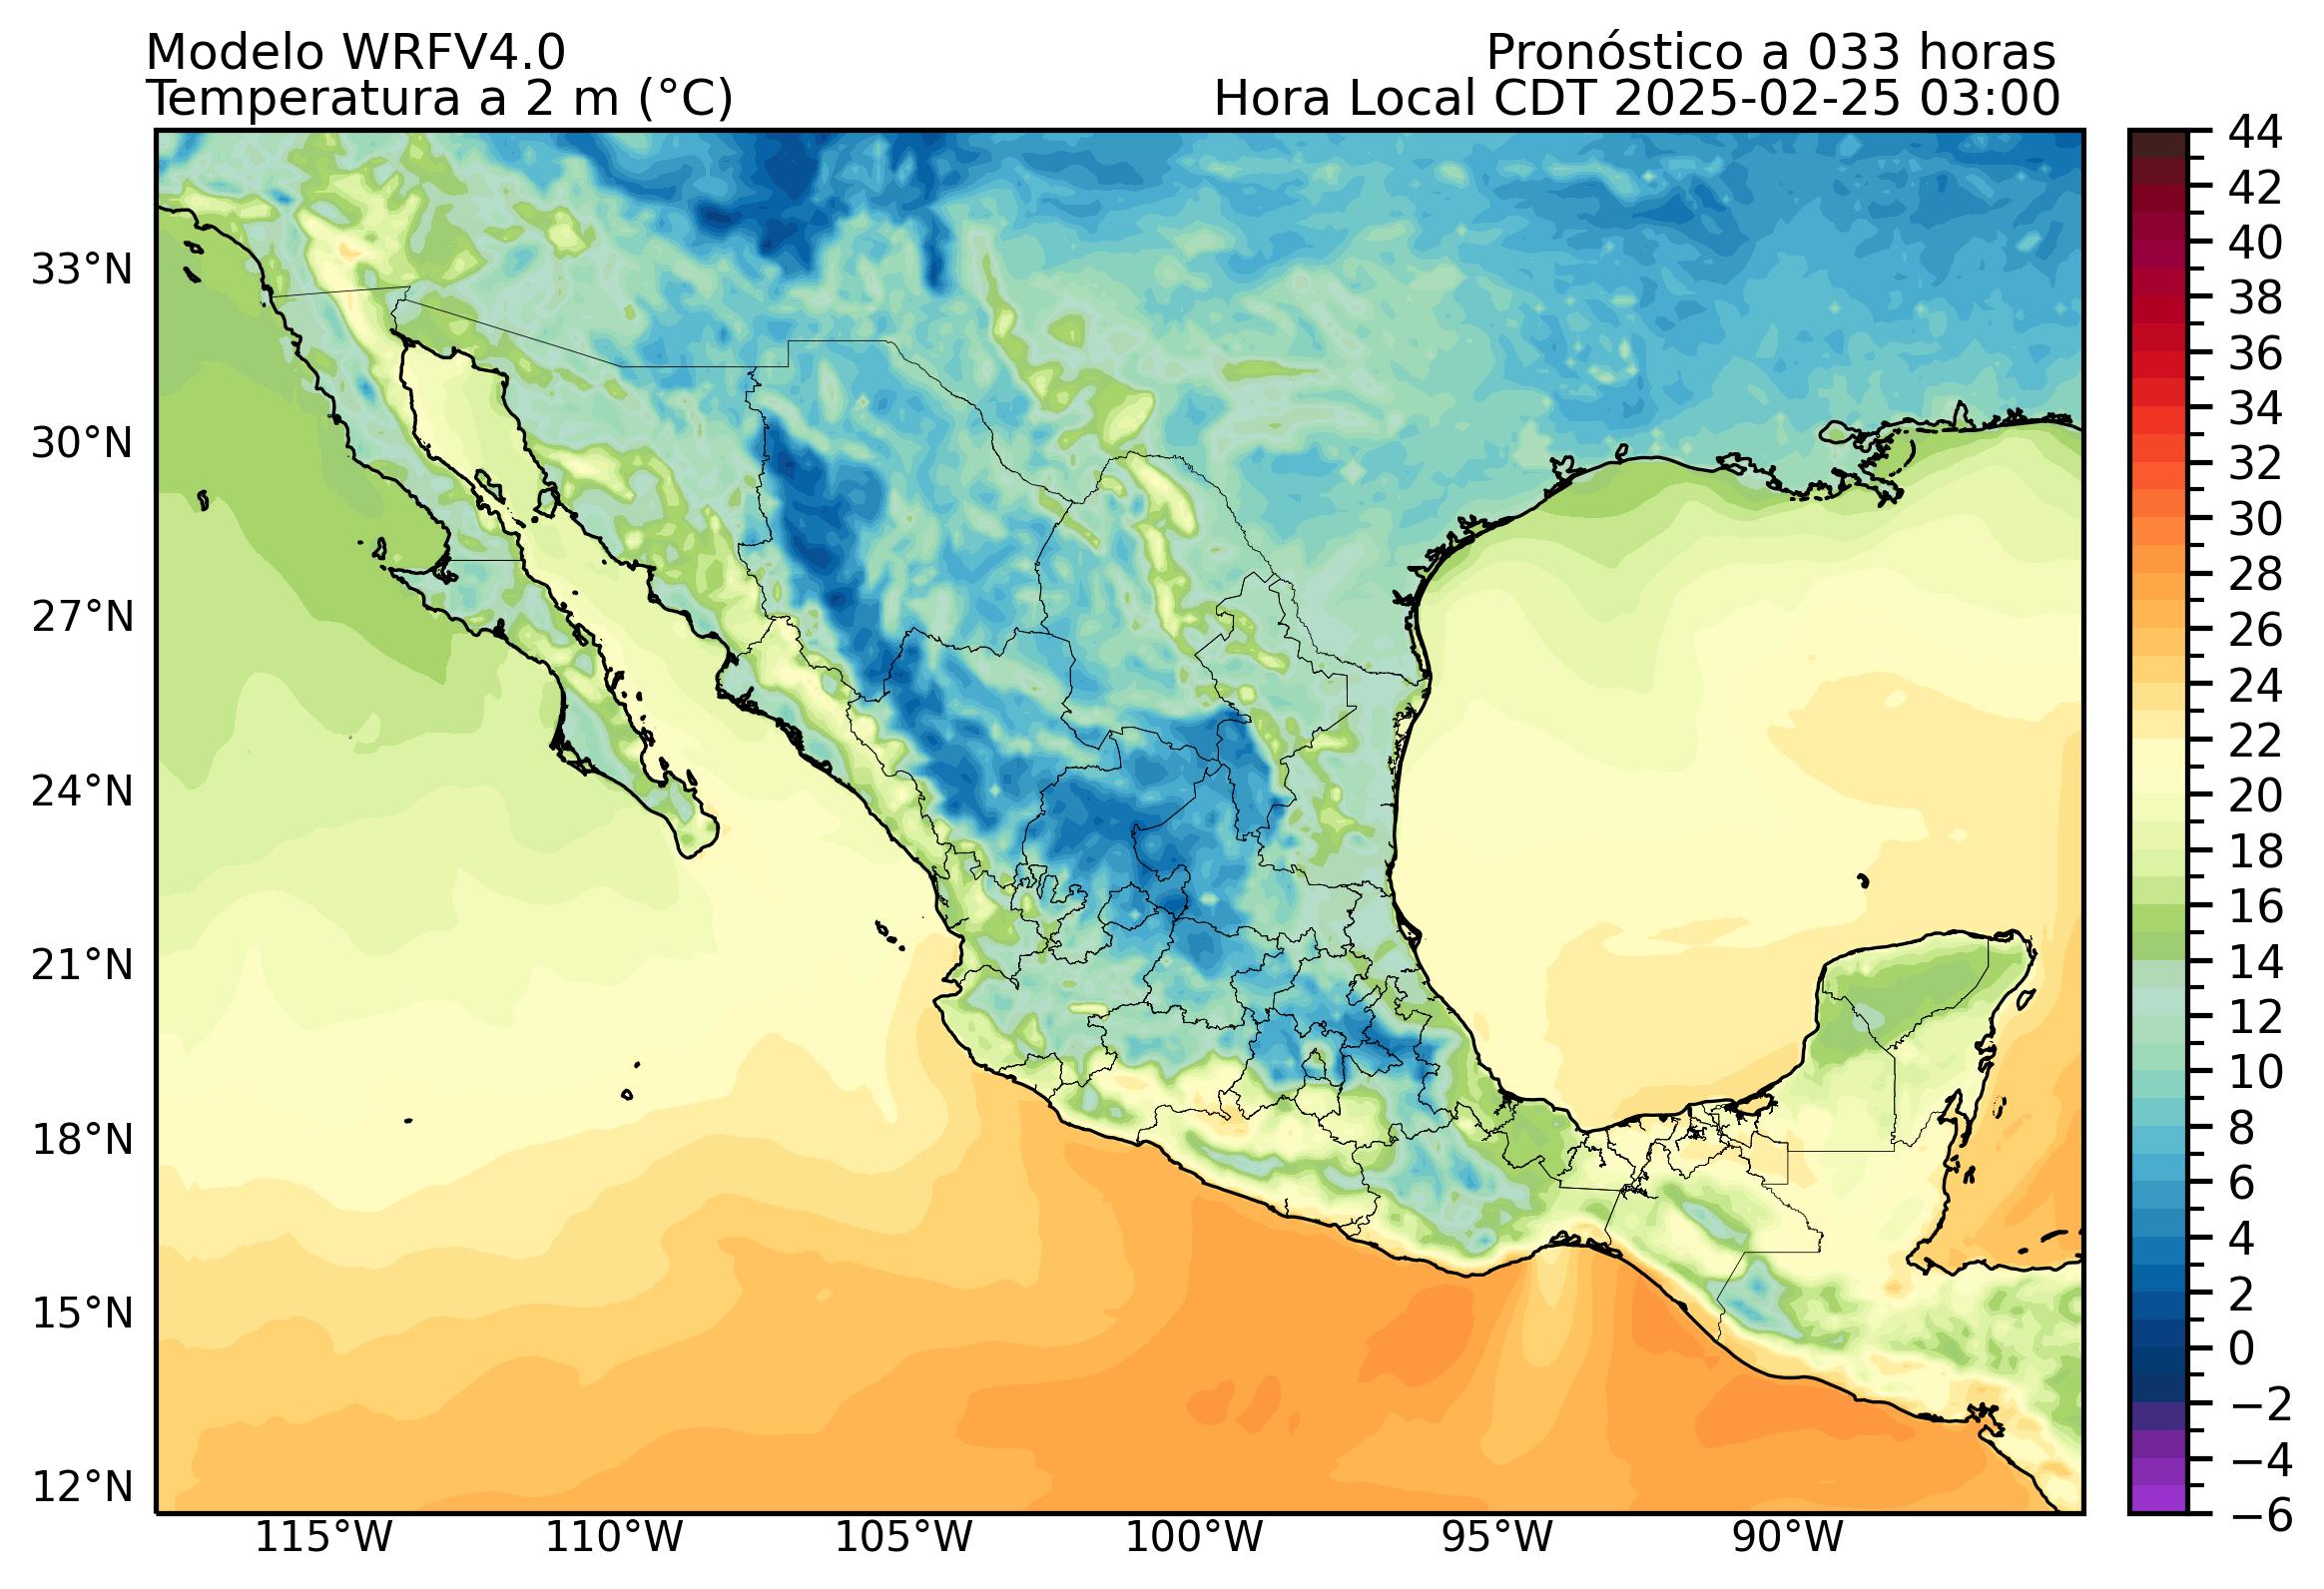 Modelo WRFV4.0
Pronóstico a 033 horas
Temperatura a 2 m (°C)
Hora Local CDT 2025-02-25 03:00
33°N
30°N
27°N
24°N
21°N
18°N
15°N
12°N
115°W
110°W
105°W
100°W
95°W
90°W
44
42
40
38
36
34
32
30
28
26
24
22
20
18
16
14
12
10
8
6
4
2
0
−2
−4
−6